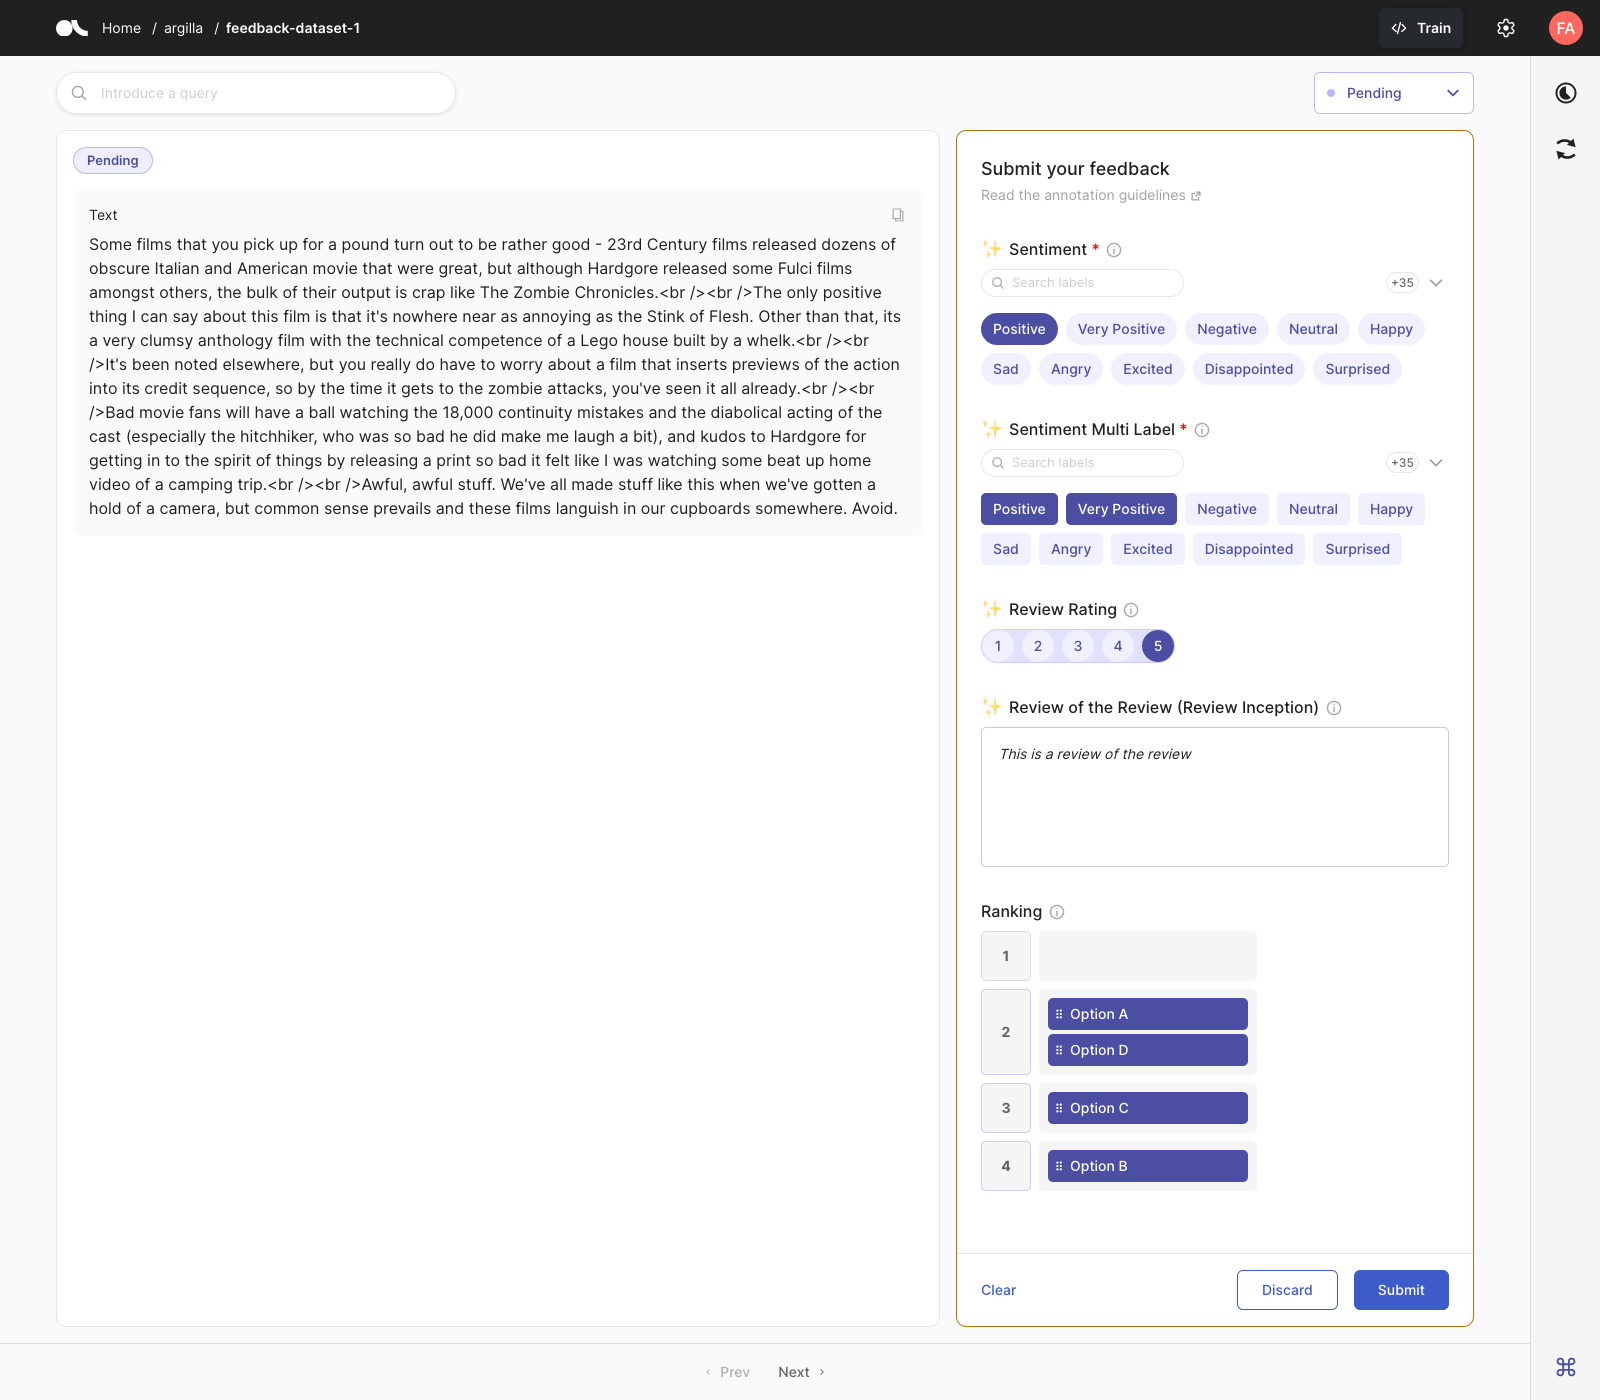 Home / argilla / feedback-dataset-1
Train
FA
Introduce a query
Pending
Pending
Text
Some films that you pick up for a pound turn out to be rather good - 23rd Century films released dozens of
obscure Italian and American movie that were great, but although Hardgore released some Fulci films
amongst others, the bulk of their output is crap like The Zombie Chronicles.<br /><br />The only positive
thing I can say about this film is that it's nowhere near as annoying as the Stink of Flesh. Other than that, its
a very clumsy anthology film with the technical competence of a Lego house built by a whelk.<br /><br
/>It's been noted elsewhere, but you really do have to worry about a film that inserts previews of the action
into its credit sequence, so by the time it gets to the zombie attacks, you've seen it all already.<br /><br
/>Bad movie fans will have a ball watching the 18,000 continuity mistakes and the diabolical acting of the
cast (especially the hitchhiker, who was so bad he did make me laugh a bit), and kudos to Hardgore for
getting in to the spirit of things by releasing a print so bad it felt like I was watching some beat up home
video of a camping trip.<br /><br />Awful, awful stuff. We've all made stuff like this when we've gotten a
hold of a camera, but common sense prevails and these films languish in our cupboards somewhere. Avoid.
Submit your feedback
Read the annotation guidelines
Sentiment *
Search labels
+35
Positive Very Positive Negative Neutral Happy
Sad Angry Excited Disappointed Surprised
Sentiment Multi Label *
Search labels
+35
Positive Very Positive Negative Neutral Happy
Sad Angry Excited Disappointed Surprised
Review Rating
1 2 3 4 5
Review of the Review (Review Inception)
This is a review of the review
Ranking
1
2
Option A
Option D
3
Option C
4
Option B
Clear
Discard
Submit
‹ Prev
Next ›